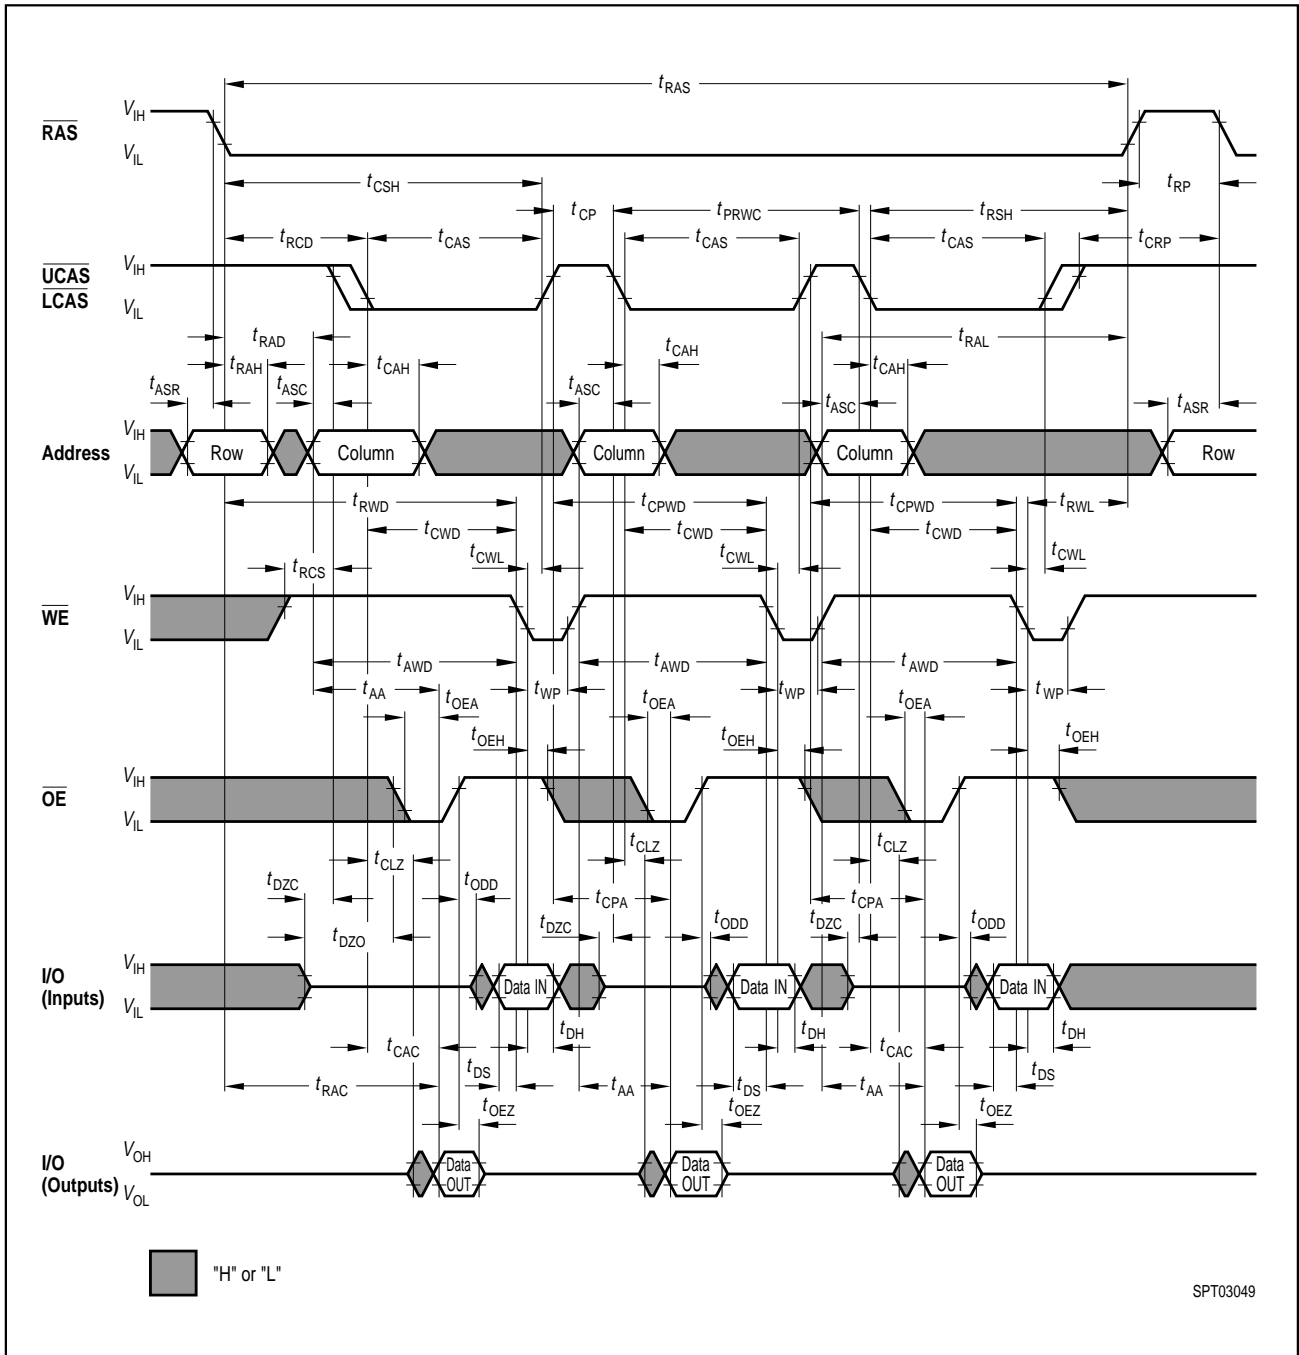 tRAS
VIH
RAS
VIL
tCSH
tRP
tCP
tPRWC
tRSH
tRCD
tCAS
tCAS
tCAS
tCRP
VIH
UCAS
LCAS
VIL
tRAD
tRAL
tRAH
tCAH
tCAH
tCAH
tASR
tASC
tASC
tASC
tASR
VIH
Address
Row
Column
Column
Column
Row
VIL
tRWD
tCPWD
tCPWD
tRWL
tCWD
tCWD
tCWD
tCWL
tCWL
tCWL
tRCS
VIH
WE
VIL
tAWD
tAWD
tAWD
tAA
tOEA
tWP
tOEA
tWP
tOEA
tWP
tOEH
tOEH
tOEH
VIH
OE
VIL
tCLZ
tCLZ
tCLZ
tDZC
tODD
tCPA
tCPA
tODD
tDZC
tODD
tDZC
tDZO
VIH
I/O
(Inputs)
Data IN
Data IN
Data IN
VIL
tDH
tDH
tDH
tCAC
tCAC
tDS
tDS
tDS
tRAC
tAA
tAA
tOEZ
tOEZ
tOEZ
VOH
I/O
(Outputs)
Data
OUT
Data
OUT
Data
OUT
VOL
"H" or "L"
SPT03049